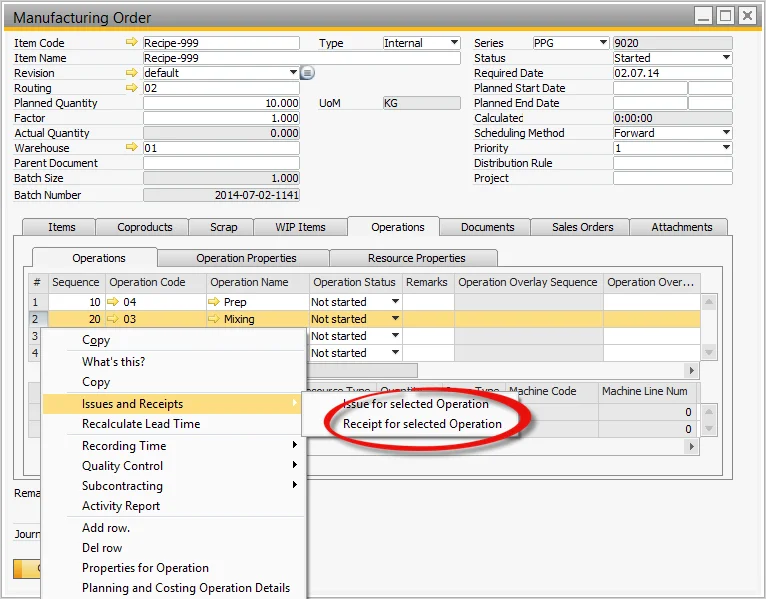 Manufacturing Order
Item Code Recipe-999 Type Internal Series PPG 9020
Item Name Recipe-999 Status Started
Revision default Required Date 02.07.14
Routing 02 Planned Start Date
Planned Quantity 10.000 UoM KG Planned End Date
Factor 1.000 Calculated 0:00:00
Actual Quantity 0.000 Scheduling Method Forward
Warehouse 01 Priority 1
Parent Document Distribution Rule
Batch Size 1.000 Project
Batch Number 2014-07-02-1141
Items Coproducts Scrap WIP Items Operations Documents Sales Orders Attachments
Operations Operation Properties Resource Properties
# Sequence Operation Code Operation Name Operation Status Remarks Operation Overlay Sequence Operation Over...
1 10 04 Prep Not started
2 20 03 Mixing Not started
3 Not started
4 Not started
Copy
What's this?
Copy
Machine Code Machine Line Num
Issues and Receipts Issue for selected Operation 0
Recalculate Lead Time Receipt for selected Operation 0
Recording Time
Quality Control
Subcontracting
Rema
Activity Report
Add row.
Journ
Del row
Properties for Operation
Planning and Costing Operation Details